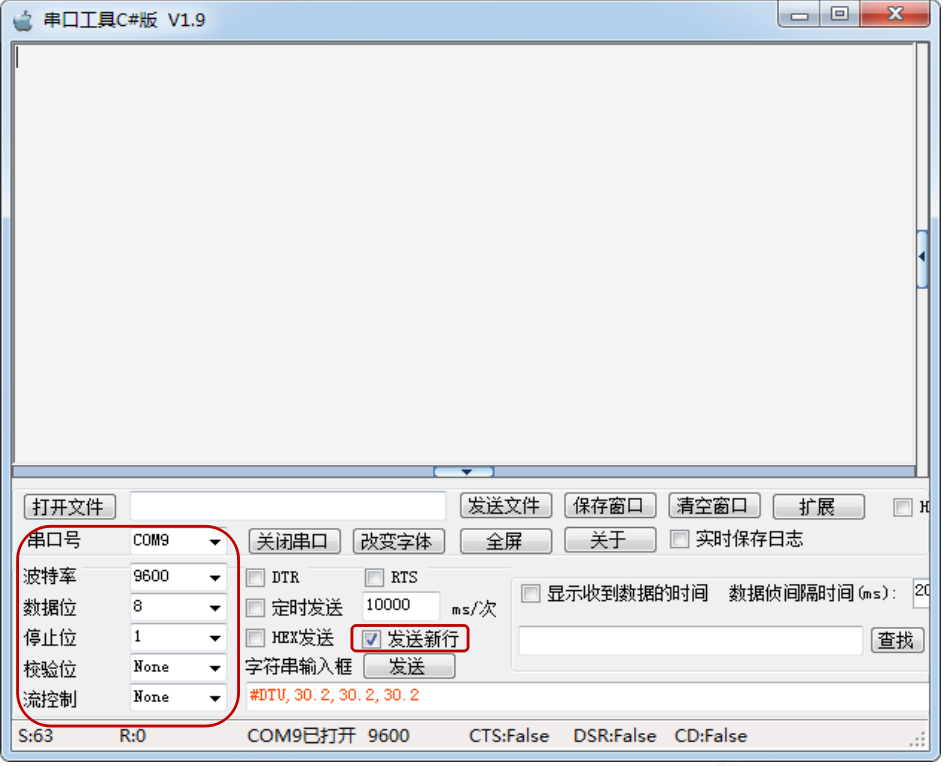 串口工具C#版 V1.9
打开文件 发送文件 保存窗口 清空窗口 扩展
串口号 COM9 关闭串口 改变字体 全屏 关于 实时保存日志
波特率 9600 DTR RTS
显示收到数据的时间 数据侦间隔时间(ms): 20
数据位 8 定时发送 10000 ms/次
停止位 1 HEX发送 发送新行 查找
校验位 None 字符串输入框 发送
流控制 None #DTU,30.2,30.2,30.2
S:63 R:0 COM9已打开 9600 CTS:False DSR:False CD:False